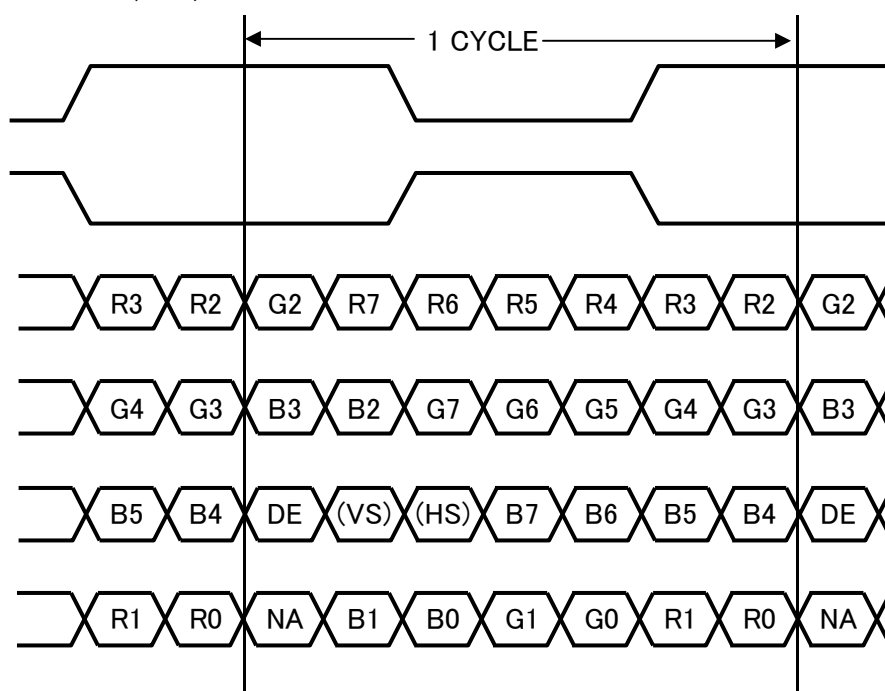 1 CYCLE
R3 R2 G2 R7 R6 R5 R4 R3 R2 G2
G4 G3 B3 B2 G7 G6 G5 G4 G3 B3
B5 B4 DE (VS) (HS) B7 B6 B5 B4 DE
R1 R0 NA B1 B0 G1 G0 R1 R0 NA